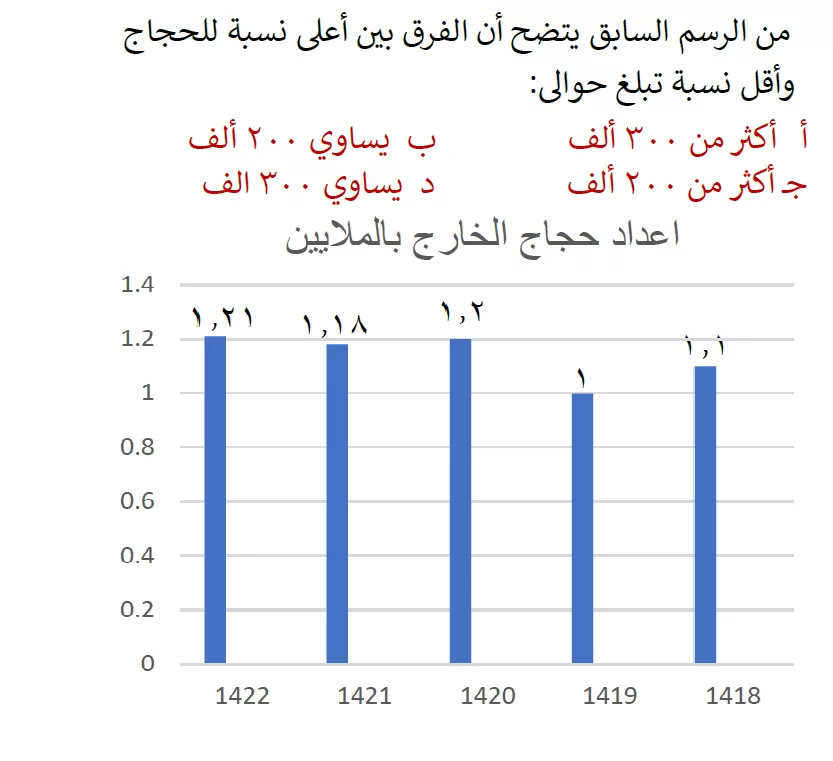 من الرسم السابق يتضح أن الفرق بين أعلى نسبة للحجاج
وأقل نسبة تبلغ حوالى:
أ أكثر من ٣٠٠ ألف ب يساوي ٢٠٠ ألف
جـ أكثر من ٢٠٠ ألف د يساوي ٣٠٠ الف
اعداد حجاج الخارج بالملايين
1.4
١,٢١ ١,١٨ ١,٢ ١ ١,١
1.2
1
0.8
0.6
0.4
0.2
0
1422 1421 1420 1419 1418